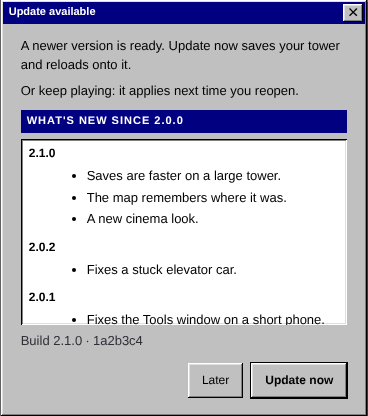 Update available
A newer version is ready. Update now saves your tower
and reloads onto it.
Or keep playing: it applies next time you reopen.
WHAT'S NEW SINCE 2.0.0
2.1.0
• Saves are faster on a large tower.
• The map remembers where it was.
• A new cinema look.
2.0.2
• Fixes a stuck elevator car.
2.0.1
• Fixes the Tools window on a short phone.
Build 2.1.0 · 1a2b3c4
Later
Update now